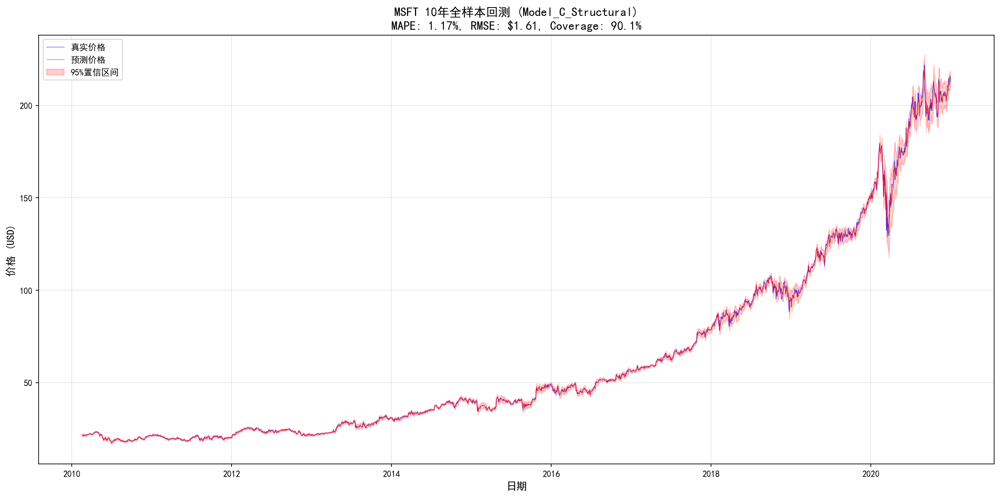 MSFT 10年全样本回测 (Model_C_Structural)
MAPE: 1.17%, RMSE: $1.61, Coverage: 90.1%
真实价格
预测价格
95%置信区间
200
150
100
50
价格 (USD)
2010 2012 2014 2016 2018 2020
日期